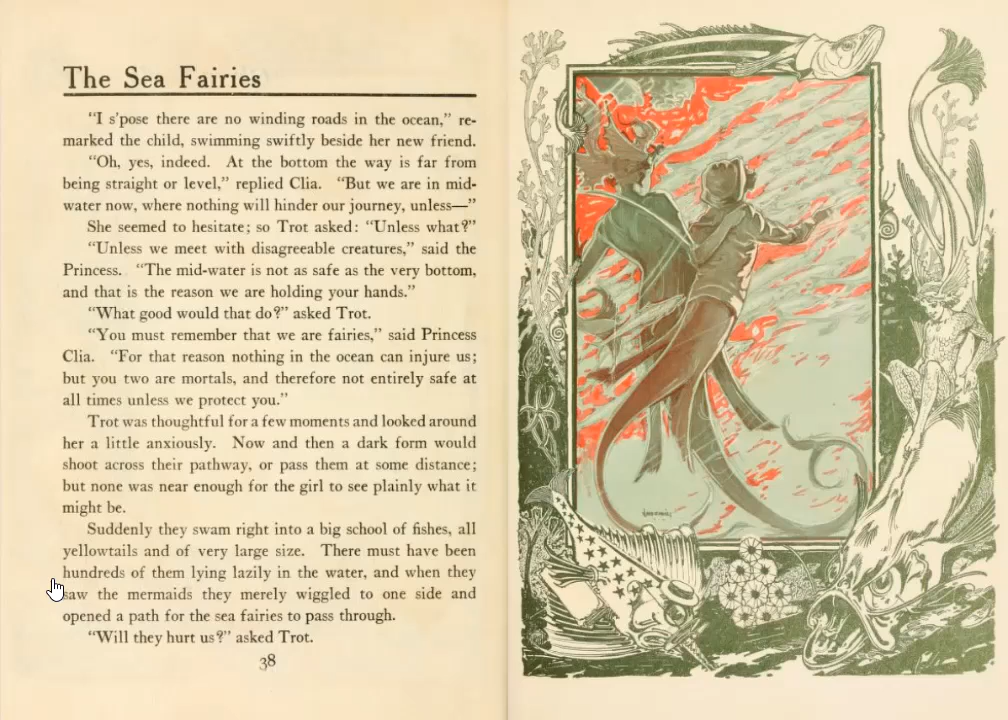 The Sea Fairies
“I s’pose there are no winding roads in the ocean,” re-
marked the child, swimming swiftly beside her new friend.
“Oh, yes, indeed. At the bottom the way is far from
being straight or level,” replied Clia. “But we are in mid-
water now, where nothing will hinder our journey, unless—”
She seemed to hesitate; so Trot asked: “Unless what?”
“Unless we meet with disagreeable creatures,” said the
Princess. “The mid-water is not as safe as the very bottom,
and that is the reason we are holding your hands.”
“What good would that do?” asked Trot.
“You must remember that we are fairies,” said Princess
Clia. “For that reason nothing in the ocean can injure us;
but you two are mortals, and therefore not entirely safe at
all times unless we protect you.”
Trot was thoughtful for a few moments and looked around
her a little anxiously. Now and then a dark form would
shoot across their pathway, or pass them at some distance;
but none was near enough for the girl to see plainly what it
might be.
Suddenly they swam right into a big school of fishes, all
yellowtails and of very large size. There must have been
hundreds of them lying lazily in the water, and when they
saw the mermaids they merely wiggled to one side and
opened a path for the sea fairies to pass through.
“Will they hurt us?” asked Trot.
38